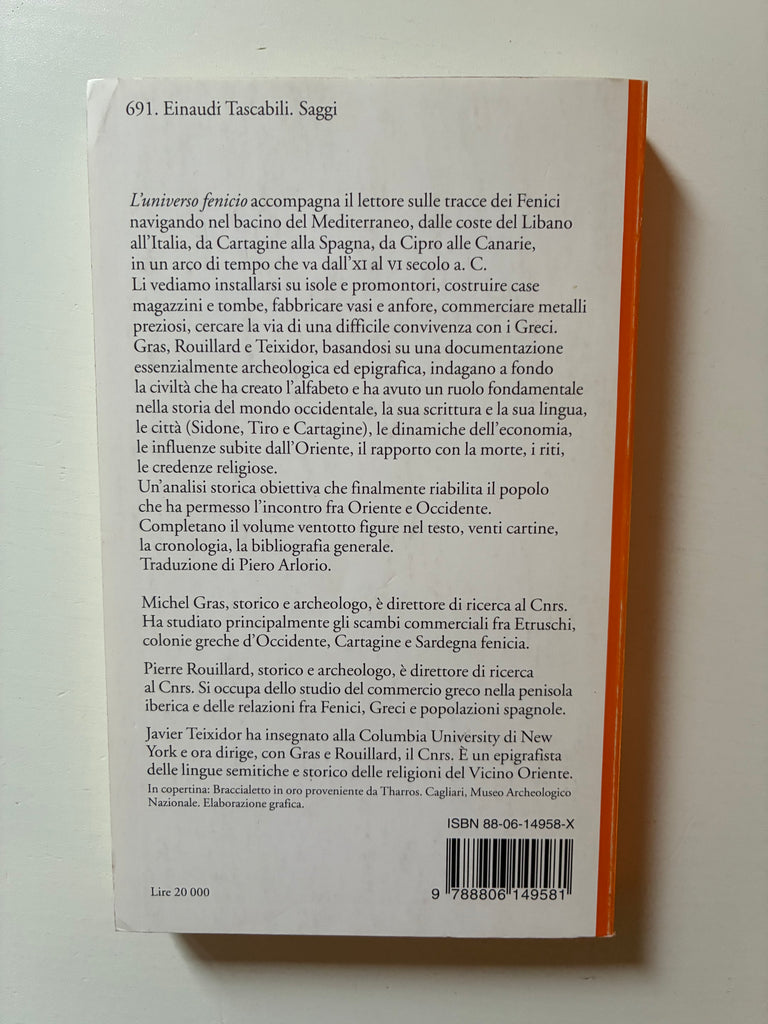 691. Einaudi Tascabili. Saggi
L'universo fenicio accompagna il lettore sulle tracce dei Fenici
navigando nel bacino del Mediterraneo, dalle coste del Libano
all'Italia, da Cartagine alla Spagna, da Cipro alle Canarie,
in un arco di tempo che va dall'XI al VI secolo a. C.
Li vediamo installarsi su isole e promontori, costruire case
magazzini e tombe, fabbricare vasi e anfore, commerciare metalli
preziosi, cercare la via di una difficile convivenza con i Greci.
Gras, Rouillard e Teixidor, basandosi su una documentazione
essenzialmente archeologica ed epigrafica, indagano a fondo
la civiltà che ha creato l'alfabeto e ha avuto un ruolo fondamentale
nella storia del mondo occidentale, la sua scrittura e la sua lingua,
le città (Sidone, Tiro e Cartagine), le dinamiche dell'economia,
le influenze subite dall'Oriente, il rapporto con la morte, i riti,
le credenze religiose.
Un'analisi storica obiettiva che finalmente riabilita il popolo
che ha permesso l'incontro fra Oriente e Occidente.
Completano il volume ventotto figure nel testo, venti cartine,
la cronologia, la bibliografia generale.
Traduzione di Piero Arlorio.
Michel Gras, storico e archeologo, è direttore di ricerca al Cnrs.
Ha studiato principalmente gli scambi commerciali fra Etruschi,
colonie greche d'Occidente, Cartagine e Sardegna fenicia.
Pierre Rouillard, storico e archeologo, è direttore di ricerca
al Cnrs. Si occupa dello studio del commercio greco nella penisola
iberica e delle relazioni fra Fenici, Greci e popolazioni spagnole.
Javier Teixidor ha insegnato alla Columbia University di New
York e ora dirige, con Gras e Rouillard, il Cnrs. È un epigrafista
delle lingue semitiche e storico delle religioni del Vicino Oriente.
In copertina: Braccialetto in oro proveniente da Tharros. Cagliari, Museo Archeologico
Nazionale. Elaborazione grafica.
ISBN 88-06-14958-X
Lire 20 000
9 788806 149581